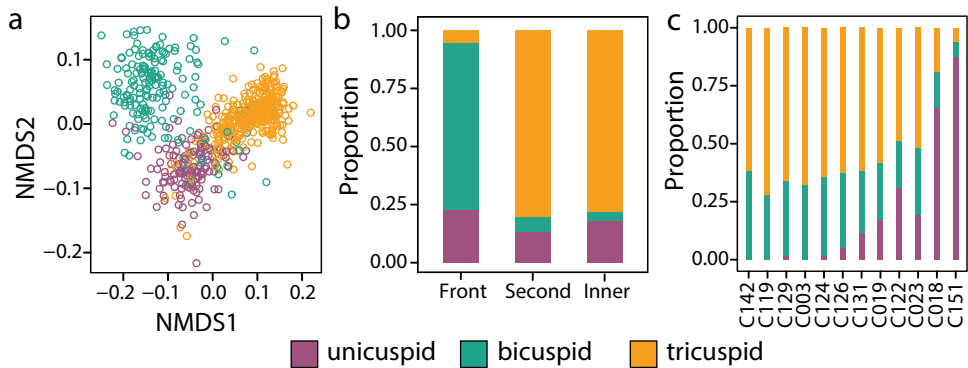 a
NMDS2
0.1
0.0
−0.1
−0.2
−0.2 −0.1 0.0 0.1 0.2
NMDS1
b
Proportion
1.00
0.75
0.50
0.25
0.00
Front Second Inner
c
Proportion
1.00
0.75
0.50
0.25
0.00
C142
C119
C129
C003
C124
C126
C131
C019
C122
C023
C018
C151
unicuspid bicuspid tricuspid